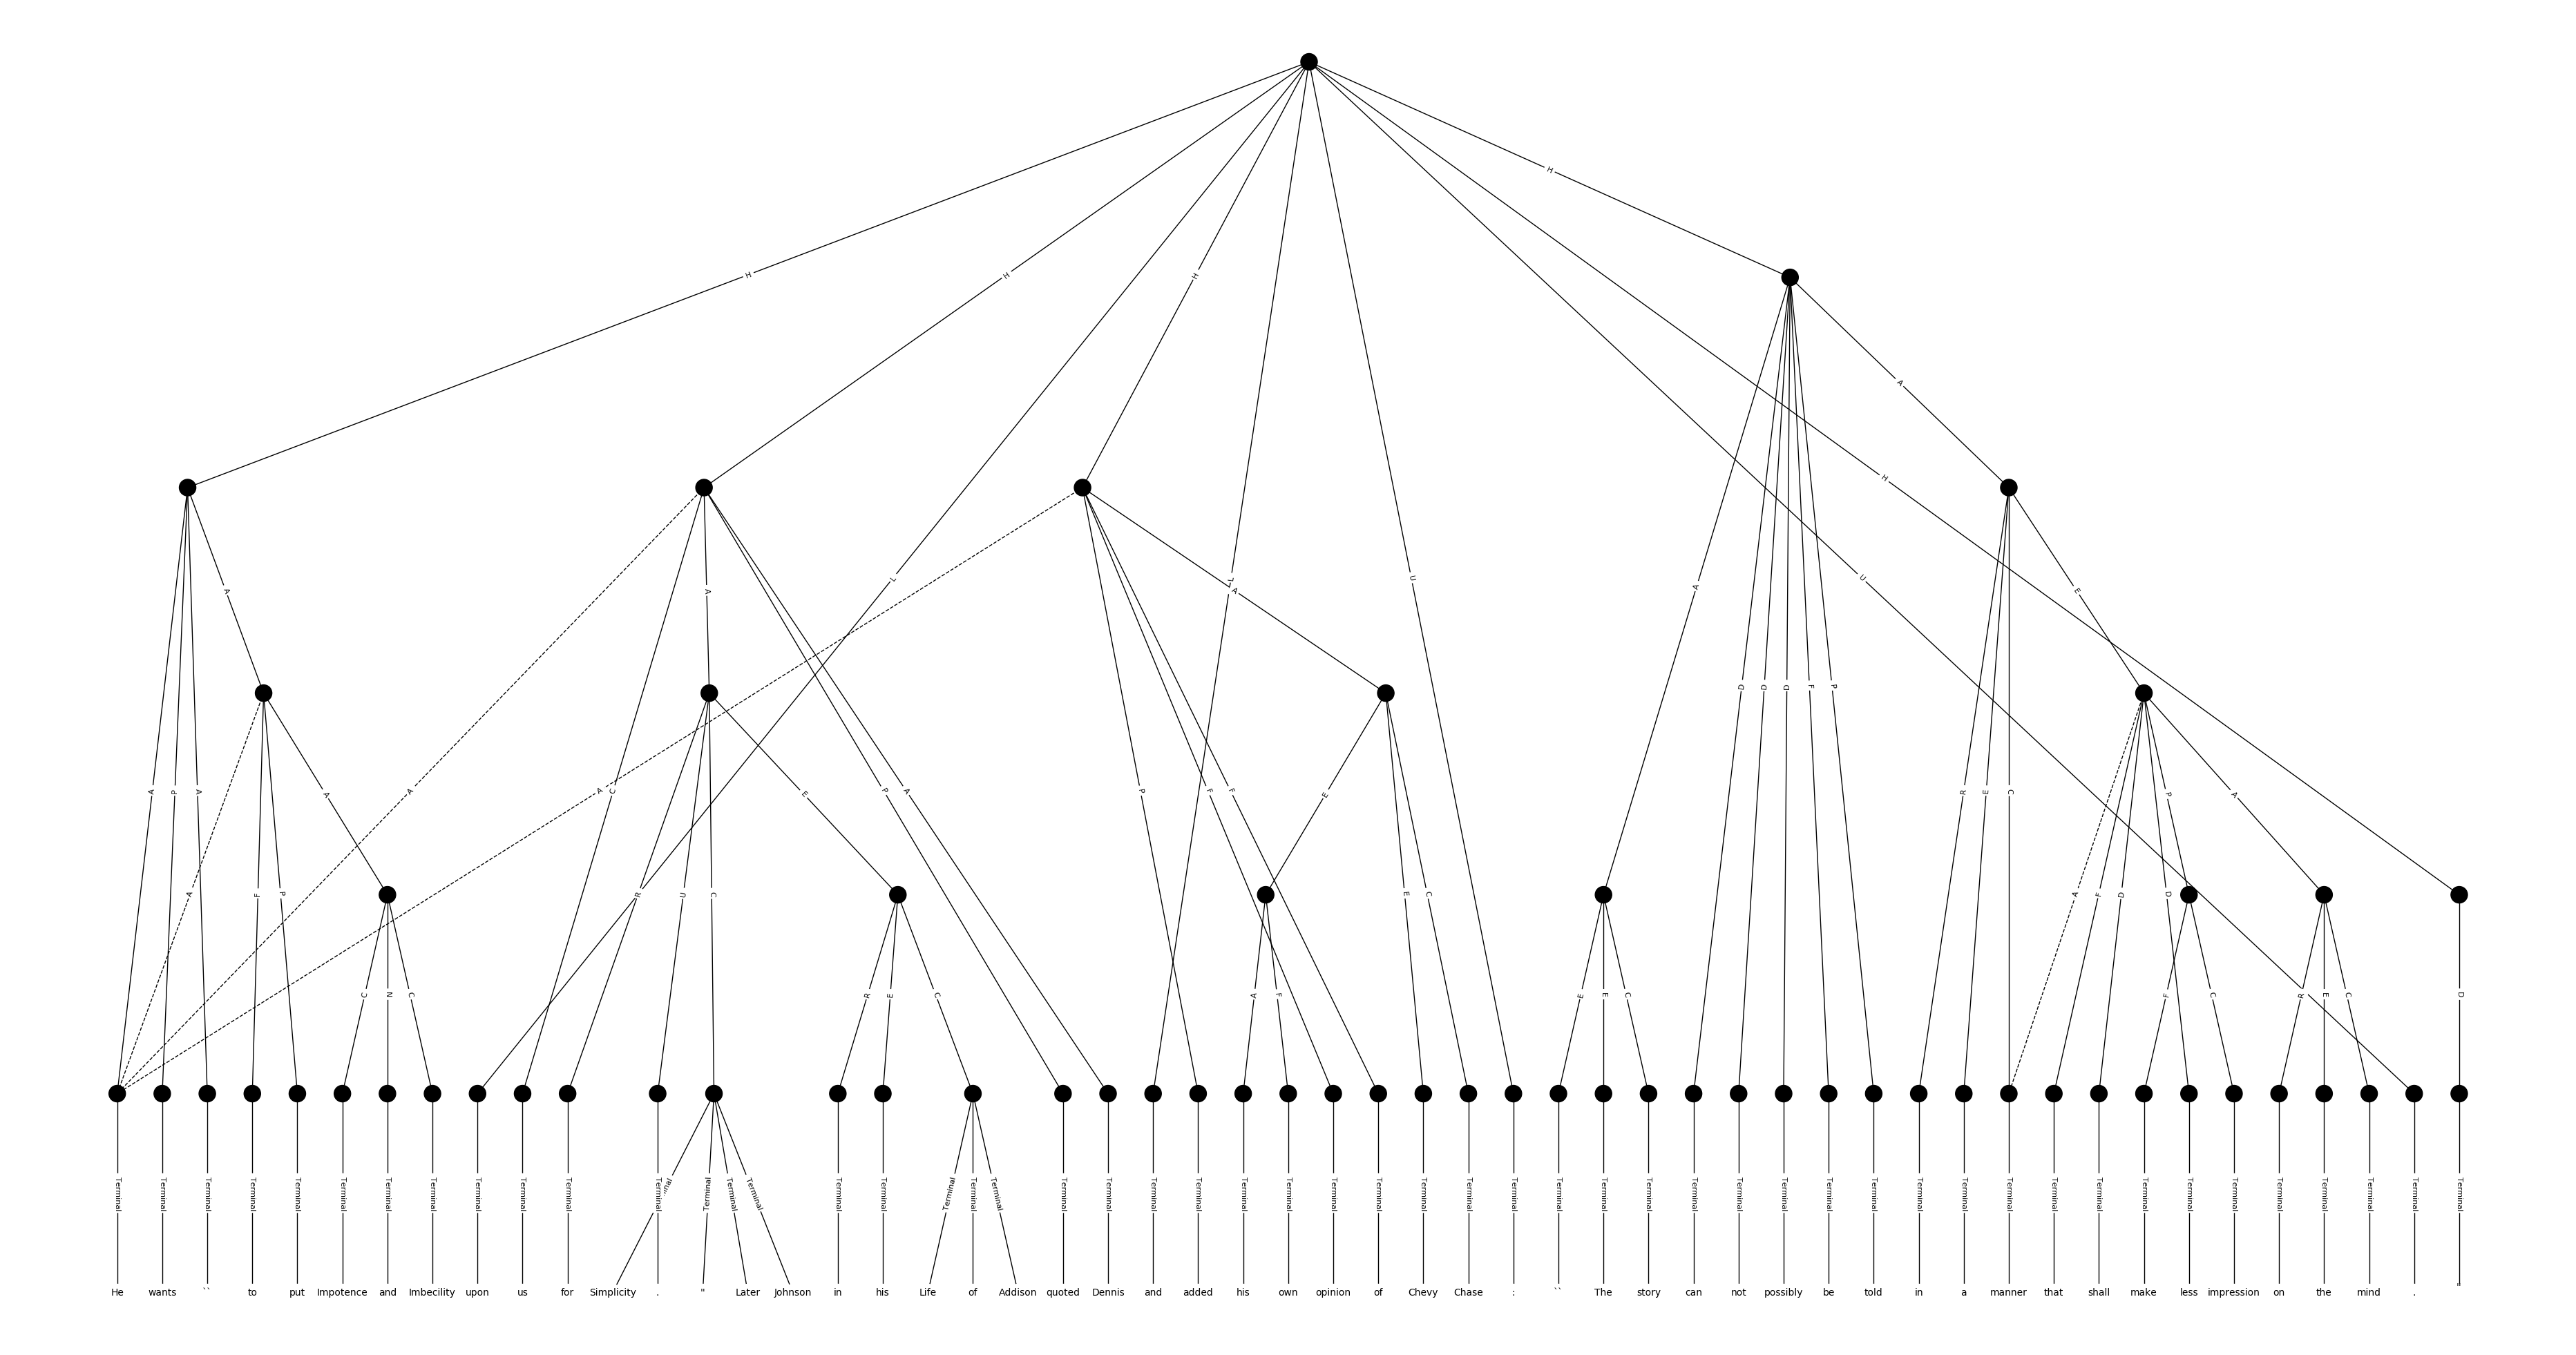 H
H H H
A
H
U
L L U
A A A A E
A
D D D F P
A P A A A C A P A P F F R E C P A
A F P A E E
R U C E C A F D D
C N C R E C A F E E C F C R E C D
Terminal Terminal Terminal Terminal Terminal Terminal Terminal Terminal Terminal Terminal Terminal Terminal Terminal Terminal Terminal Terminal Terminal Terminal Terminal Terminal Terminal Terminal Terminal Terminal Terminal Terminal Terminal Terminal Terminal Terminal Terminal Terminal Terminal Terminal Terminal Terminal Terminal Terminal Terminal Terminal Terminal Terminal Terminal Terminal Terminal Terminal Terminal Terminal Terminal Terminal Terminal Terminal
He wants `` to put Impotence and Imbecility upon us for Simplicity . " Later Johnson in his Life of Addison quoted Dennis and added his own opinion of Chevy Chase : `` The story can not possibly be told in a manner that shall make less impression on the mind . "